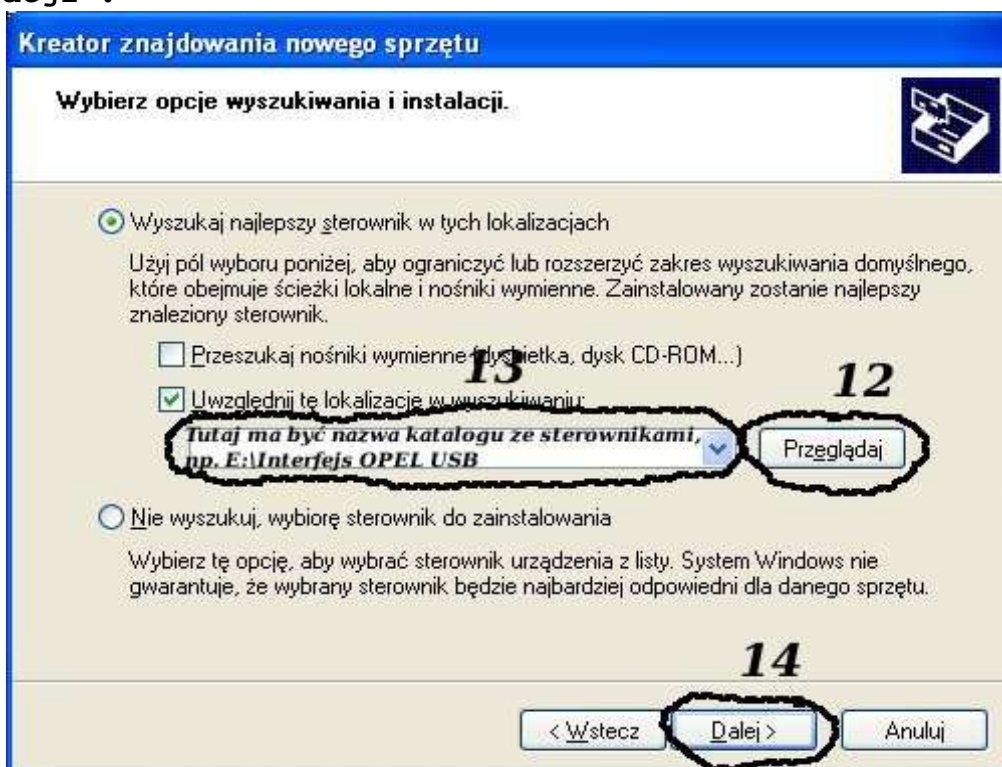 Kreator znajdowania nowego sprzętu
Wybierz opcje wyszukiwania i instalacji.
Wyszukaj najlepszy sterownik w tych lokalizacjach
Użyj pól wyboru poniżej, aby ograniczyć lub rozszerzyć zakres wyszukiwania domyślnego,
które obejmuje ścieżki lokalne i nośniki wymienne. Zainstalowany zostanie najlepszy
znaleziony sterownik.
Przeszukaj nośniki wymienne (dyskietka, dysk CD-ROM...)
13
12
Uwzględnij tę lokalizację w wyszukiwaniu:
Tutaj ma być nazwa katalogu ze sterownikami,
np. E:\Interfejs OPEL USB
Przeglądaj
Nie wyszukuj, wybiorę sterownik do zainstalowania
Wybierz tę opcję, aby wybrać sterownik urządzenia z listy. System Windows nie
gwarantuje, że wybrany sterownik będzie najbardziej odpowiedni dla danego sprzętu.
14
< Wstecz
Dalej >
Anuluj